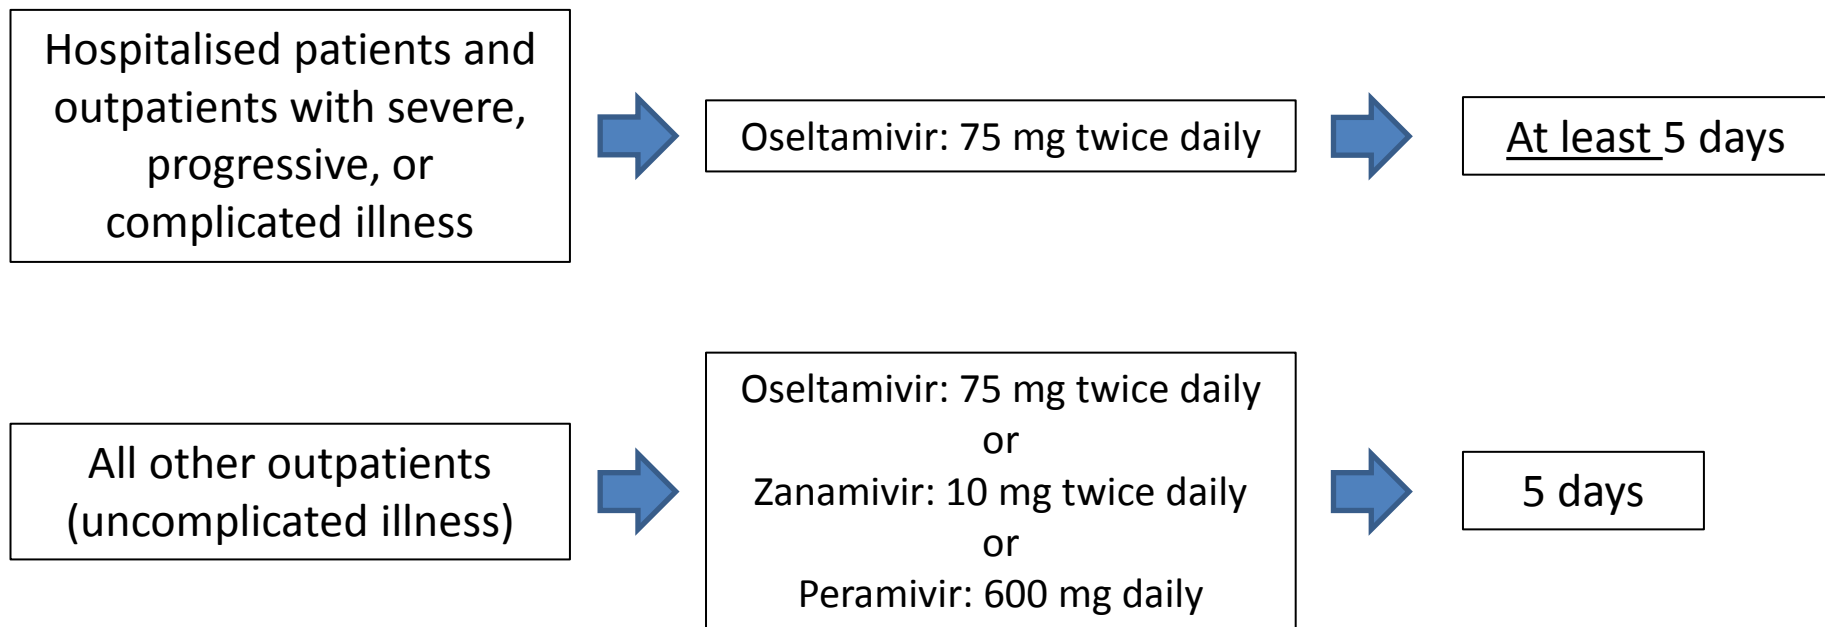 Hospitalised patients and
outpatients with severe,
progressive, or
complicated illness
Oseltamivir: 75 mg twice daily
At least 5 days
All other outpatients
(uncomplicated illness)
Oseltamivir: 75 mg twice daily
or
Zanamivir: 10 mg twice daily
or
Peramivir: 600 mg daily
5 days